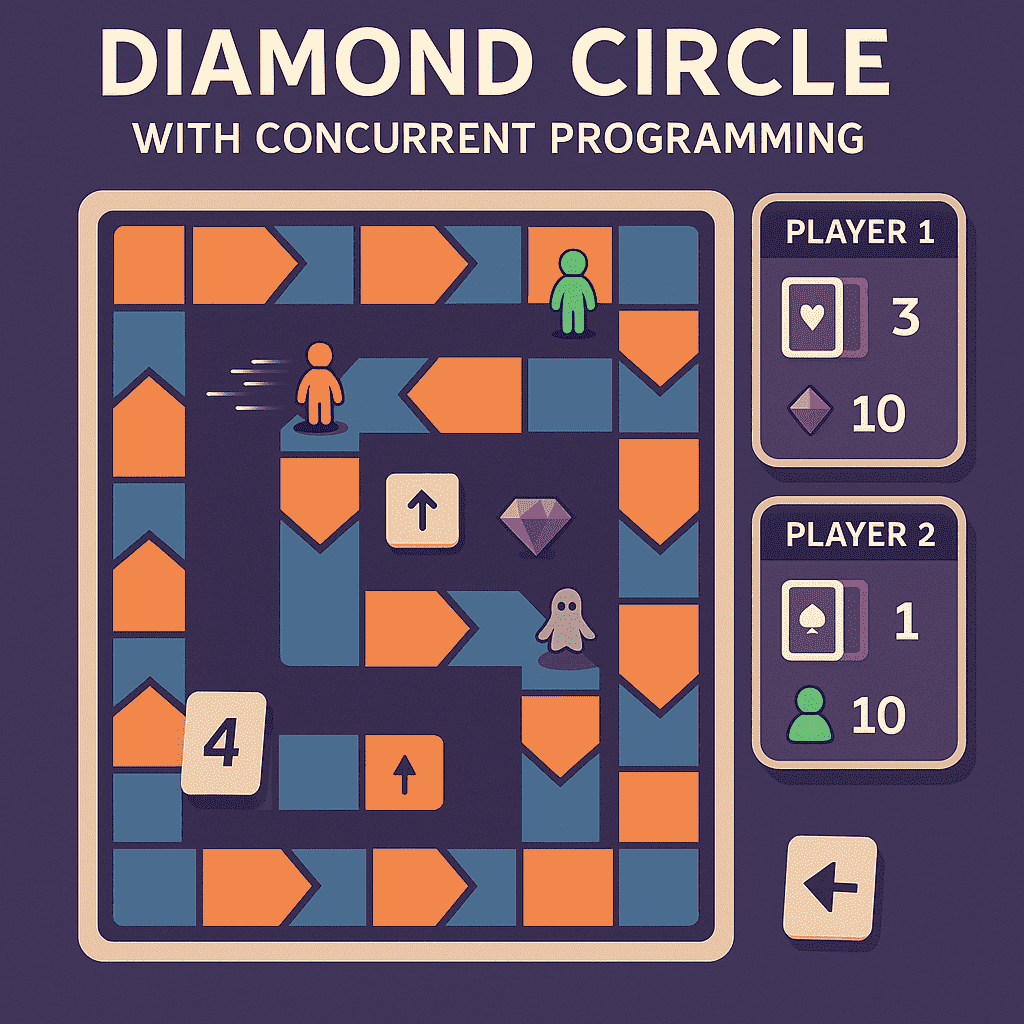 DIAMOND CIRCLE
WITH CONCURRENT PROGRAMMING
PLAYER 1
3
10
PLAYER 2
1
10
4